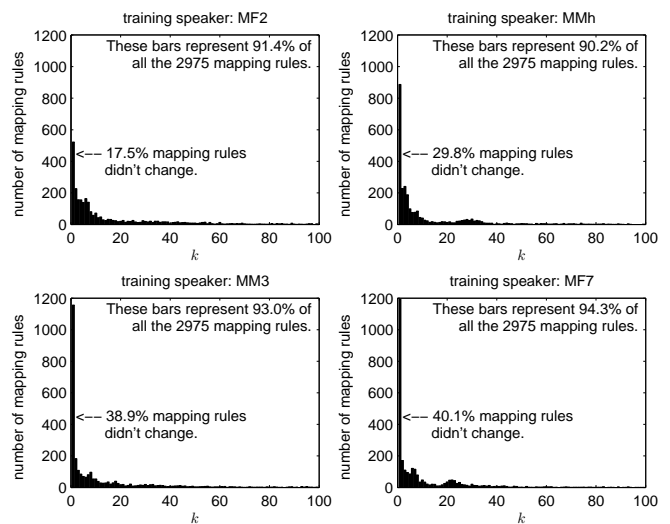 training speaker: MF2
number of mapping rules
1200
1000
800
600
400
200
0
These bars represent 91.4% of
all the 2975 mapping rules.
<−− 17.5% mapping rules
didn't change.
0 20 40 60 80 100
k
training speaker: MMh
number of mapping rules
1200
1000
800
600
400
200
0
These bars represent 90.2% of
all the 2975 mapping rules.
<−− 29.8% mapping rules
didn't change.
0 20 40 60 80 100
k
training speaker: MM3
number of mapping rules
1200
1000
800
600
400
200
0
These bars represent 93.0% of
all the 2975 mapping rules.
<−− 38.9% mapping rules
didn't change.
0 20 40 60 80 100
k
training speaker: MF7
number of mapping rules
1200
1000
800
600
400
200
0
These bars represent 94.3% of
all the 2975 mapping rules.
<−− 40.1% mapping rules
didn't change.
0 20 40 60 80 100
k